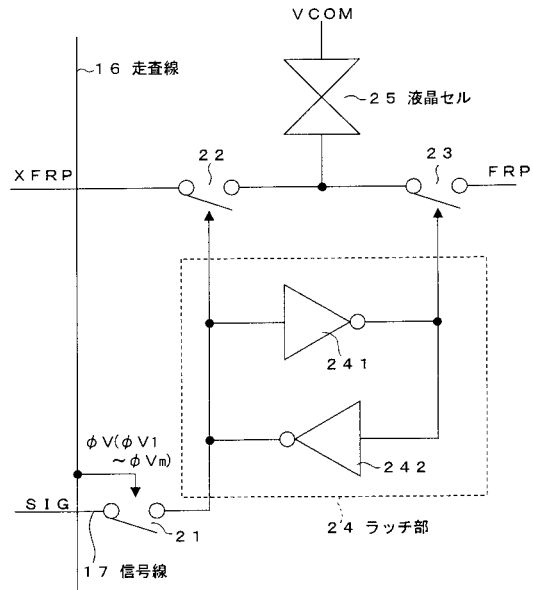 VCOM
16 走査線
25 液晶セル
22
23
XFRP
FRP
241
φV(φV1
~φVm)
242
SIG
21
24 ラッチ部
17 信号線